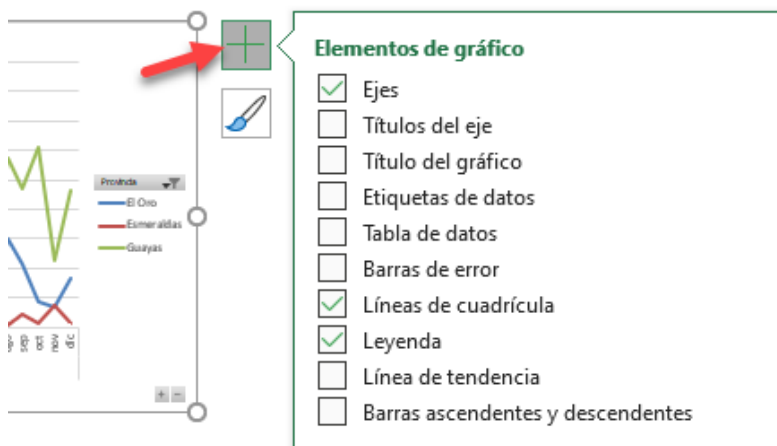 Elementos de gráfico
Ejes
Títulos del eje
Título del gráfico
Etiquetas de datos
Tabla de datos
Barras de error
Líneas de cuadrícula
Leyenda
Línea de tendencia
Barras ascendentes y descendentes
Provincia
El Oro
Esmeraldas
Guayas
sep
oct
nov
dic